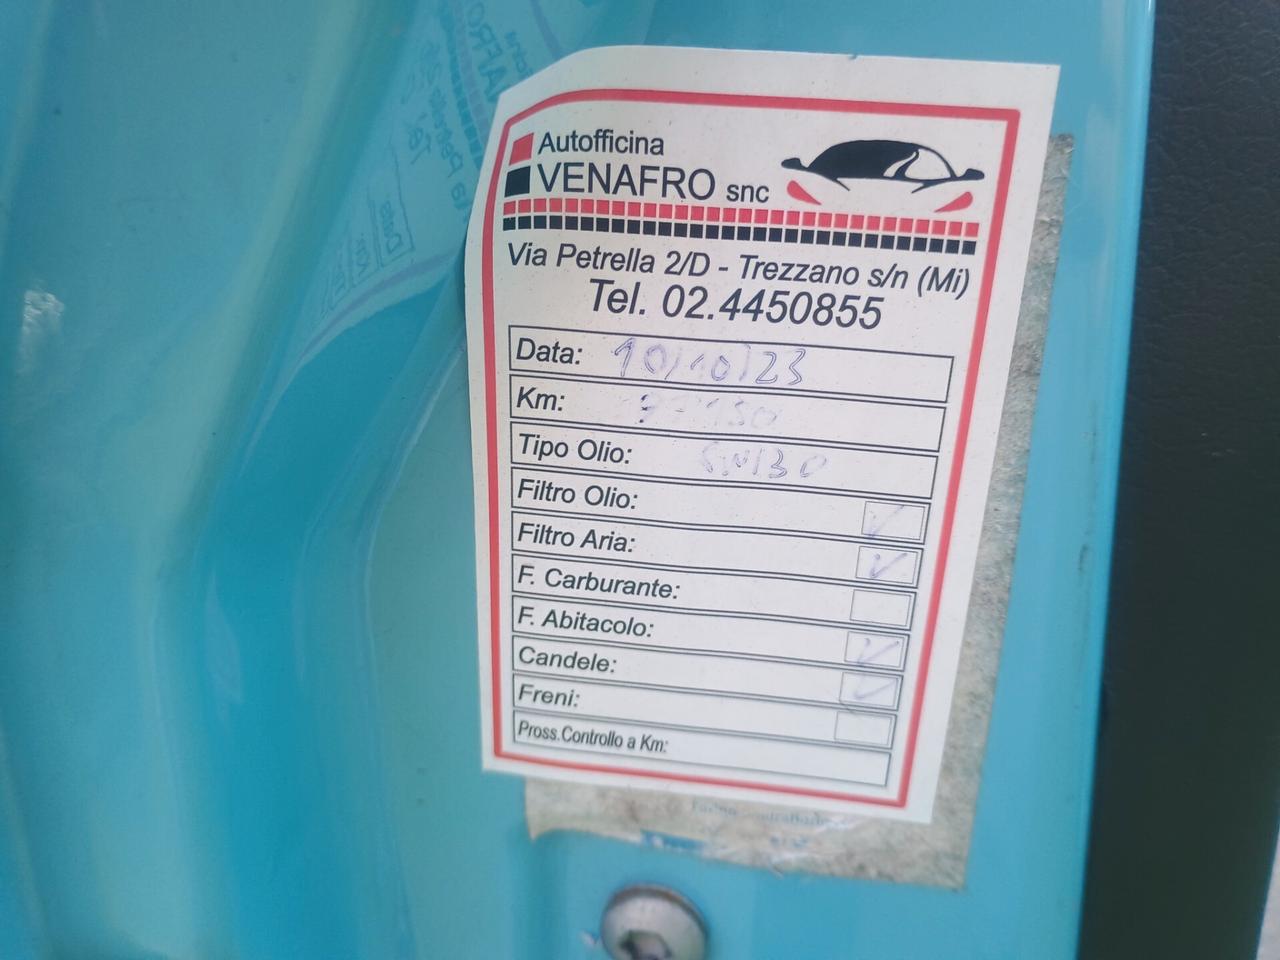 Autofficina
VENAFRO snc
Via Petrella 2/D - Trezzano s/n (Mi)
Tel. 02.4450855
Data: 10/10/23
Km:
Tipo Olio:
Filtro Olio: ✓
Filtro Aria: ✓
F. Carburante:
F. Abitacolo: ✓
Candele: ✓
Freni:
Pross.Controllo a Km: